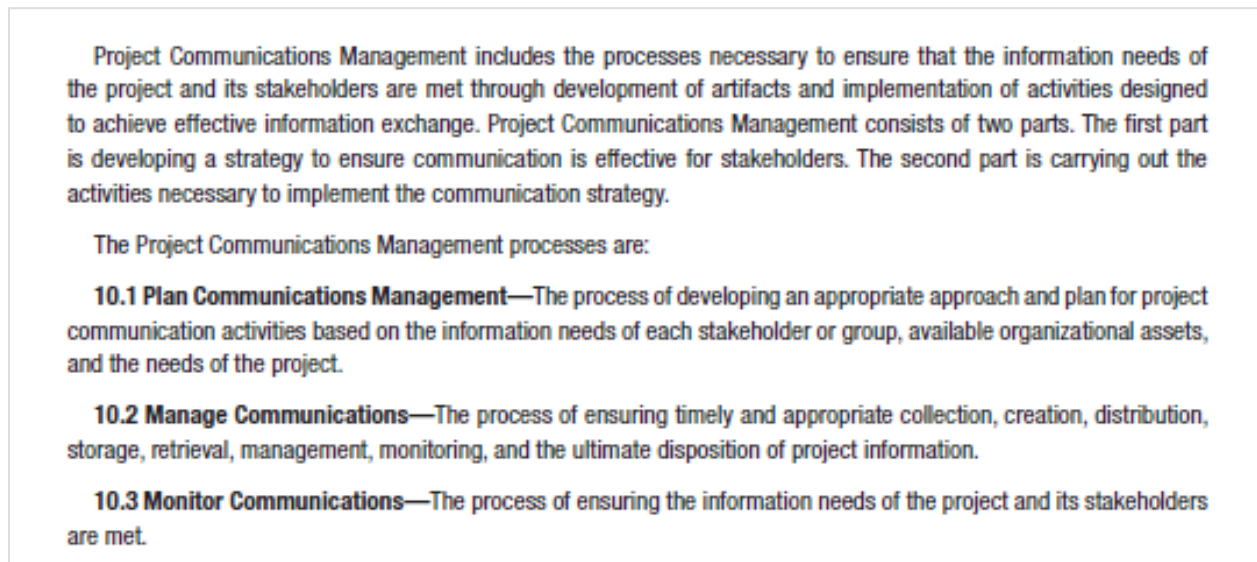 Project Communications Management includes the processes necessary to ensure that the information needs of
the project and its stakeholders are met through development of artifacts and implementation of activities designed
to achieve effective information exchange. Project Communications Management consists of two parts. The first part
is developing a strategy to ensure communication is effective for stakeholders. The second part is carrying out the
activities necessary to implement the communication strategy.
The Project Communications Management processes are:
10.1 Plan Communications Management—The process of developing an appropriate approach and plan for project
communication activities based on the information needs of each stakeholder or group, available organizational assets,
and the needs of the project.
10.2 Manage Communications—The process of ensuring timely and appropriate collection, creation, distribution,
storage, retrieval, management, monitoring, and the ultimate disposition of project information.
10.3 Monitor Communications—The process of ensuring the information needs of the project and its stakeholders
are met.